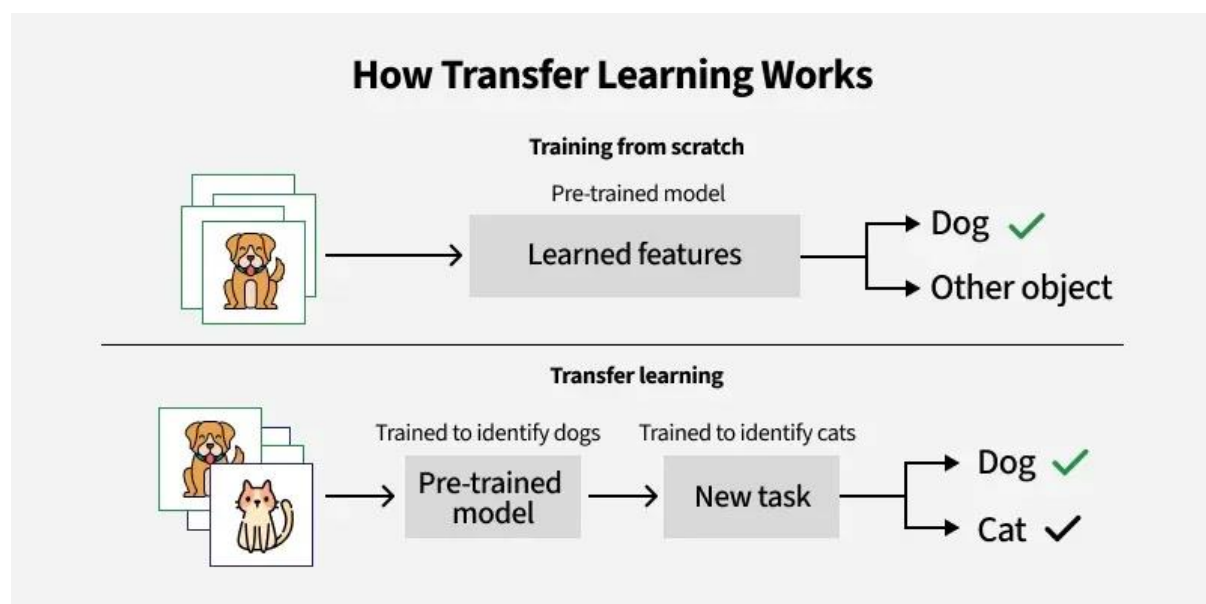 How Transfer Learning Works
Training from scratch
Pre-trained model
Learned features
Dog
Other object
Transfer learning
Trained to identify dogs
Pre-trained
model
Trained to identify cats
New task
Dog
Cat